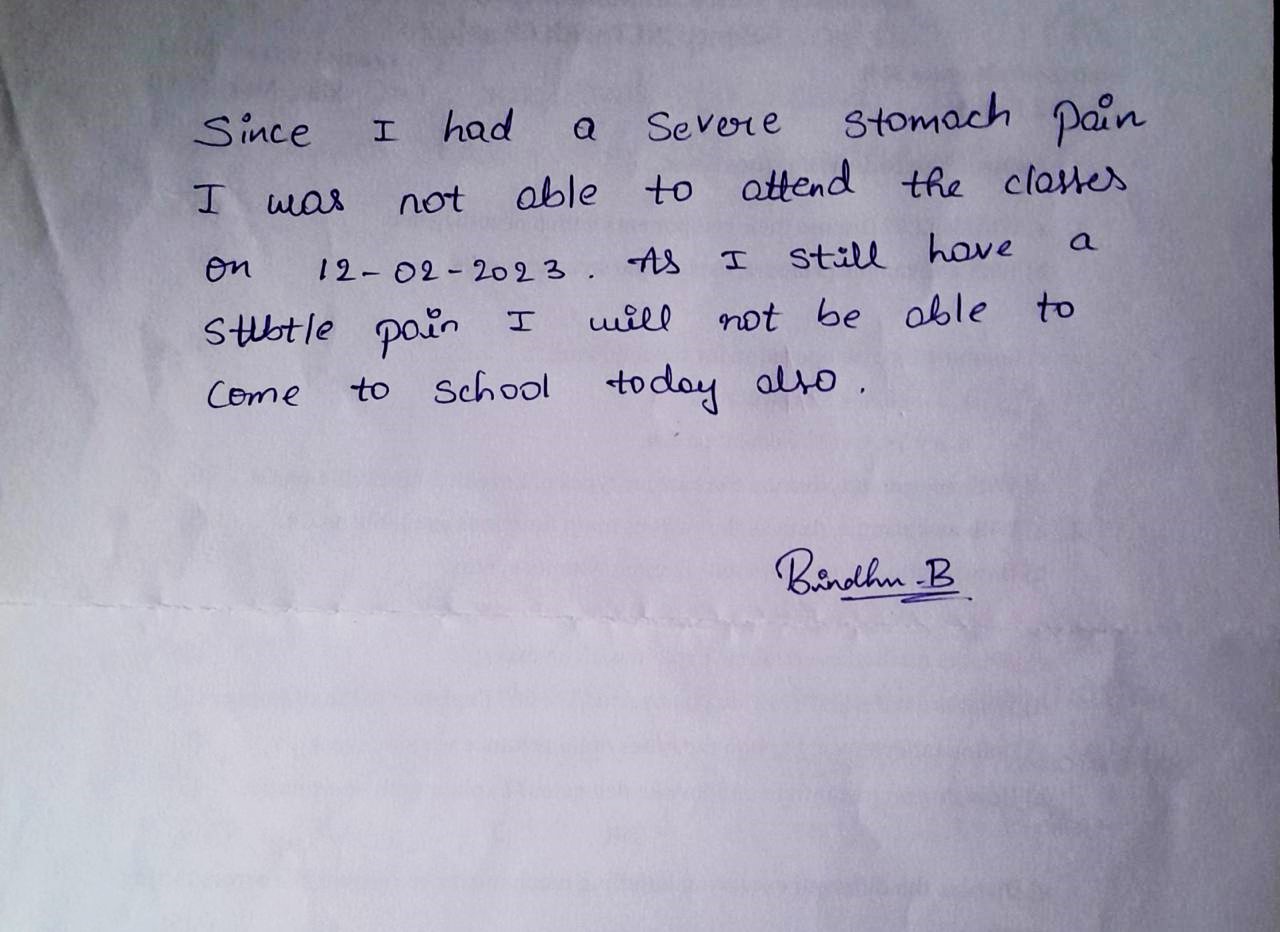 Since I had a severe stomach pain
I was not able to attend the classes
on 12-02-2023. As I still have a
stubtle pain I will not be able to
come to school today also.
Bindhu-B